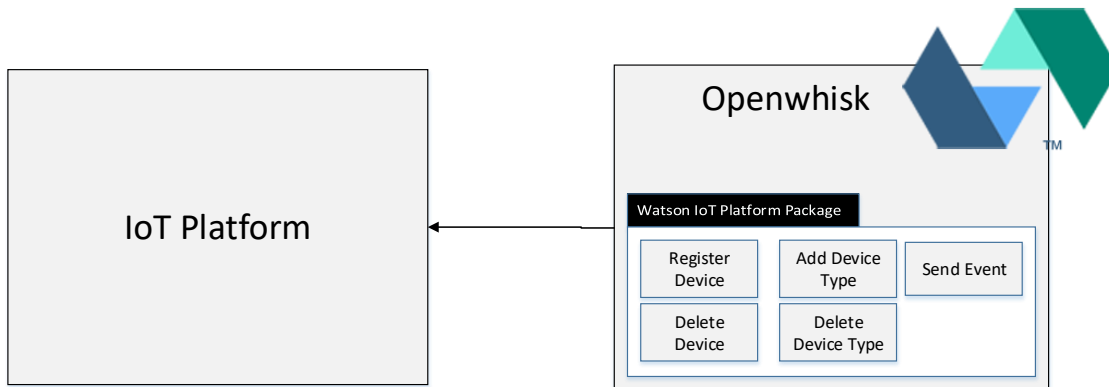 IoT Platform
Openwhisk
TM
Watson IoT Platform Package
Register
Device
Add Device
Type
Send Event
Delete
Device
Delete
Device Type